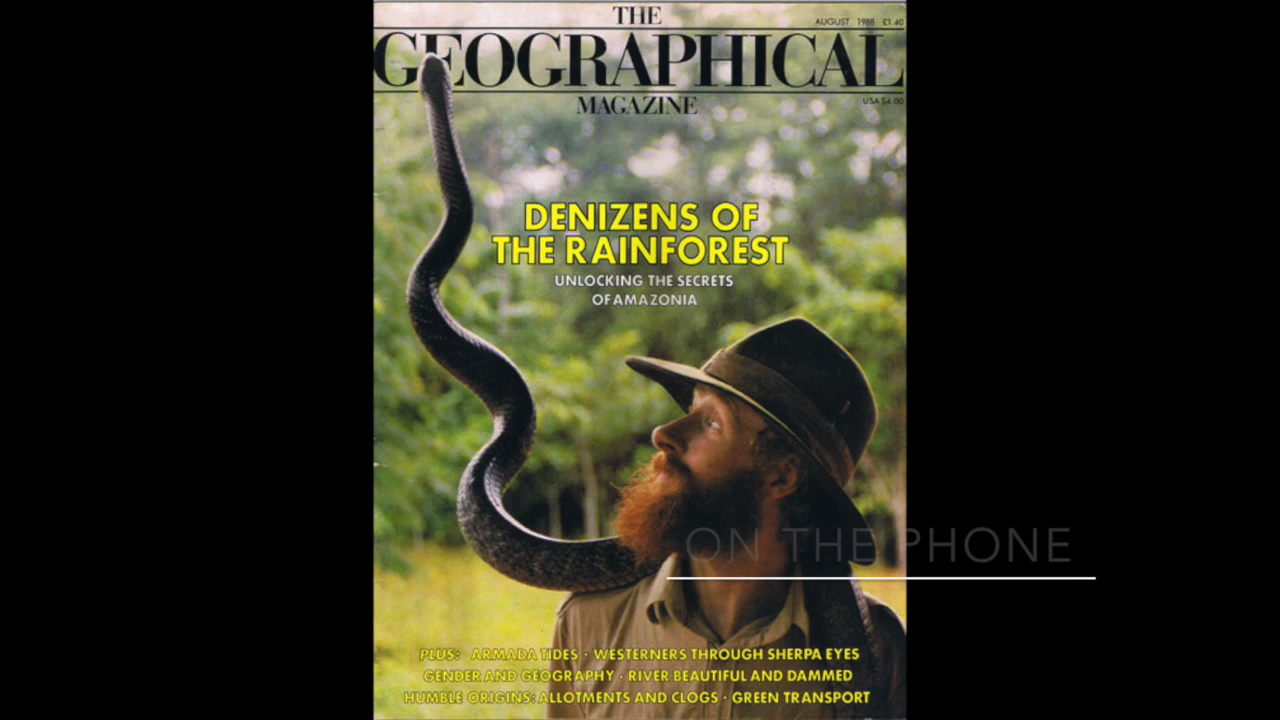 THE
AUGUST 1988 £1.40
GEOGRAPHICAL
MAGAZINE
USA $4.00
DENIZENS OF
THE RAINFOREST
UNLOCKING THE SECRETS
OF AMAZONIA
ON THE PHONE
PLUS: ARMADA TIDES · WESTERNERS THROUGH SHERPA EYES
GENDER AND GEOGRAPHY · RIVER BEAUTIFUL AND DAMMED
HUMBLE ORIGINS: ALLOTMENTS AND CLOGS · GREEN TRANSPORT